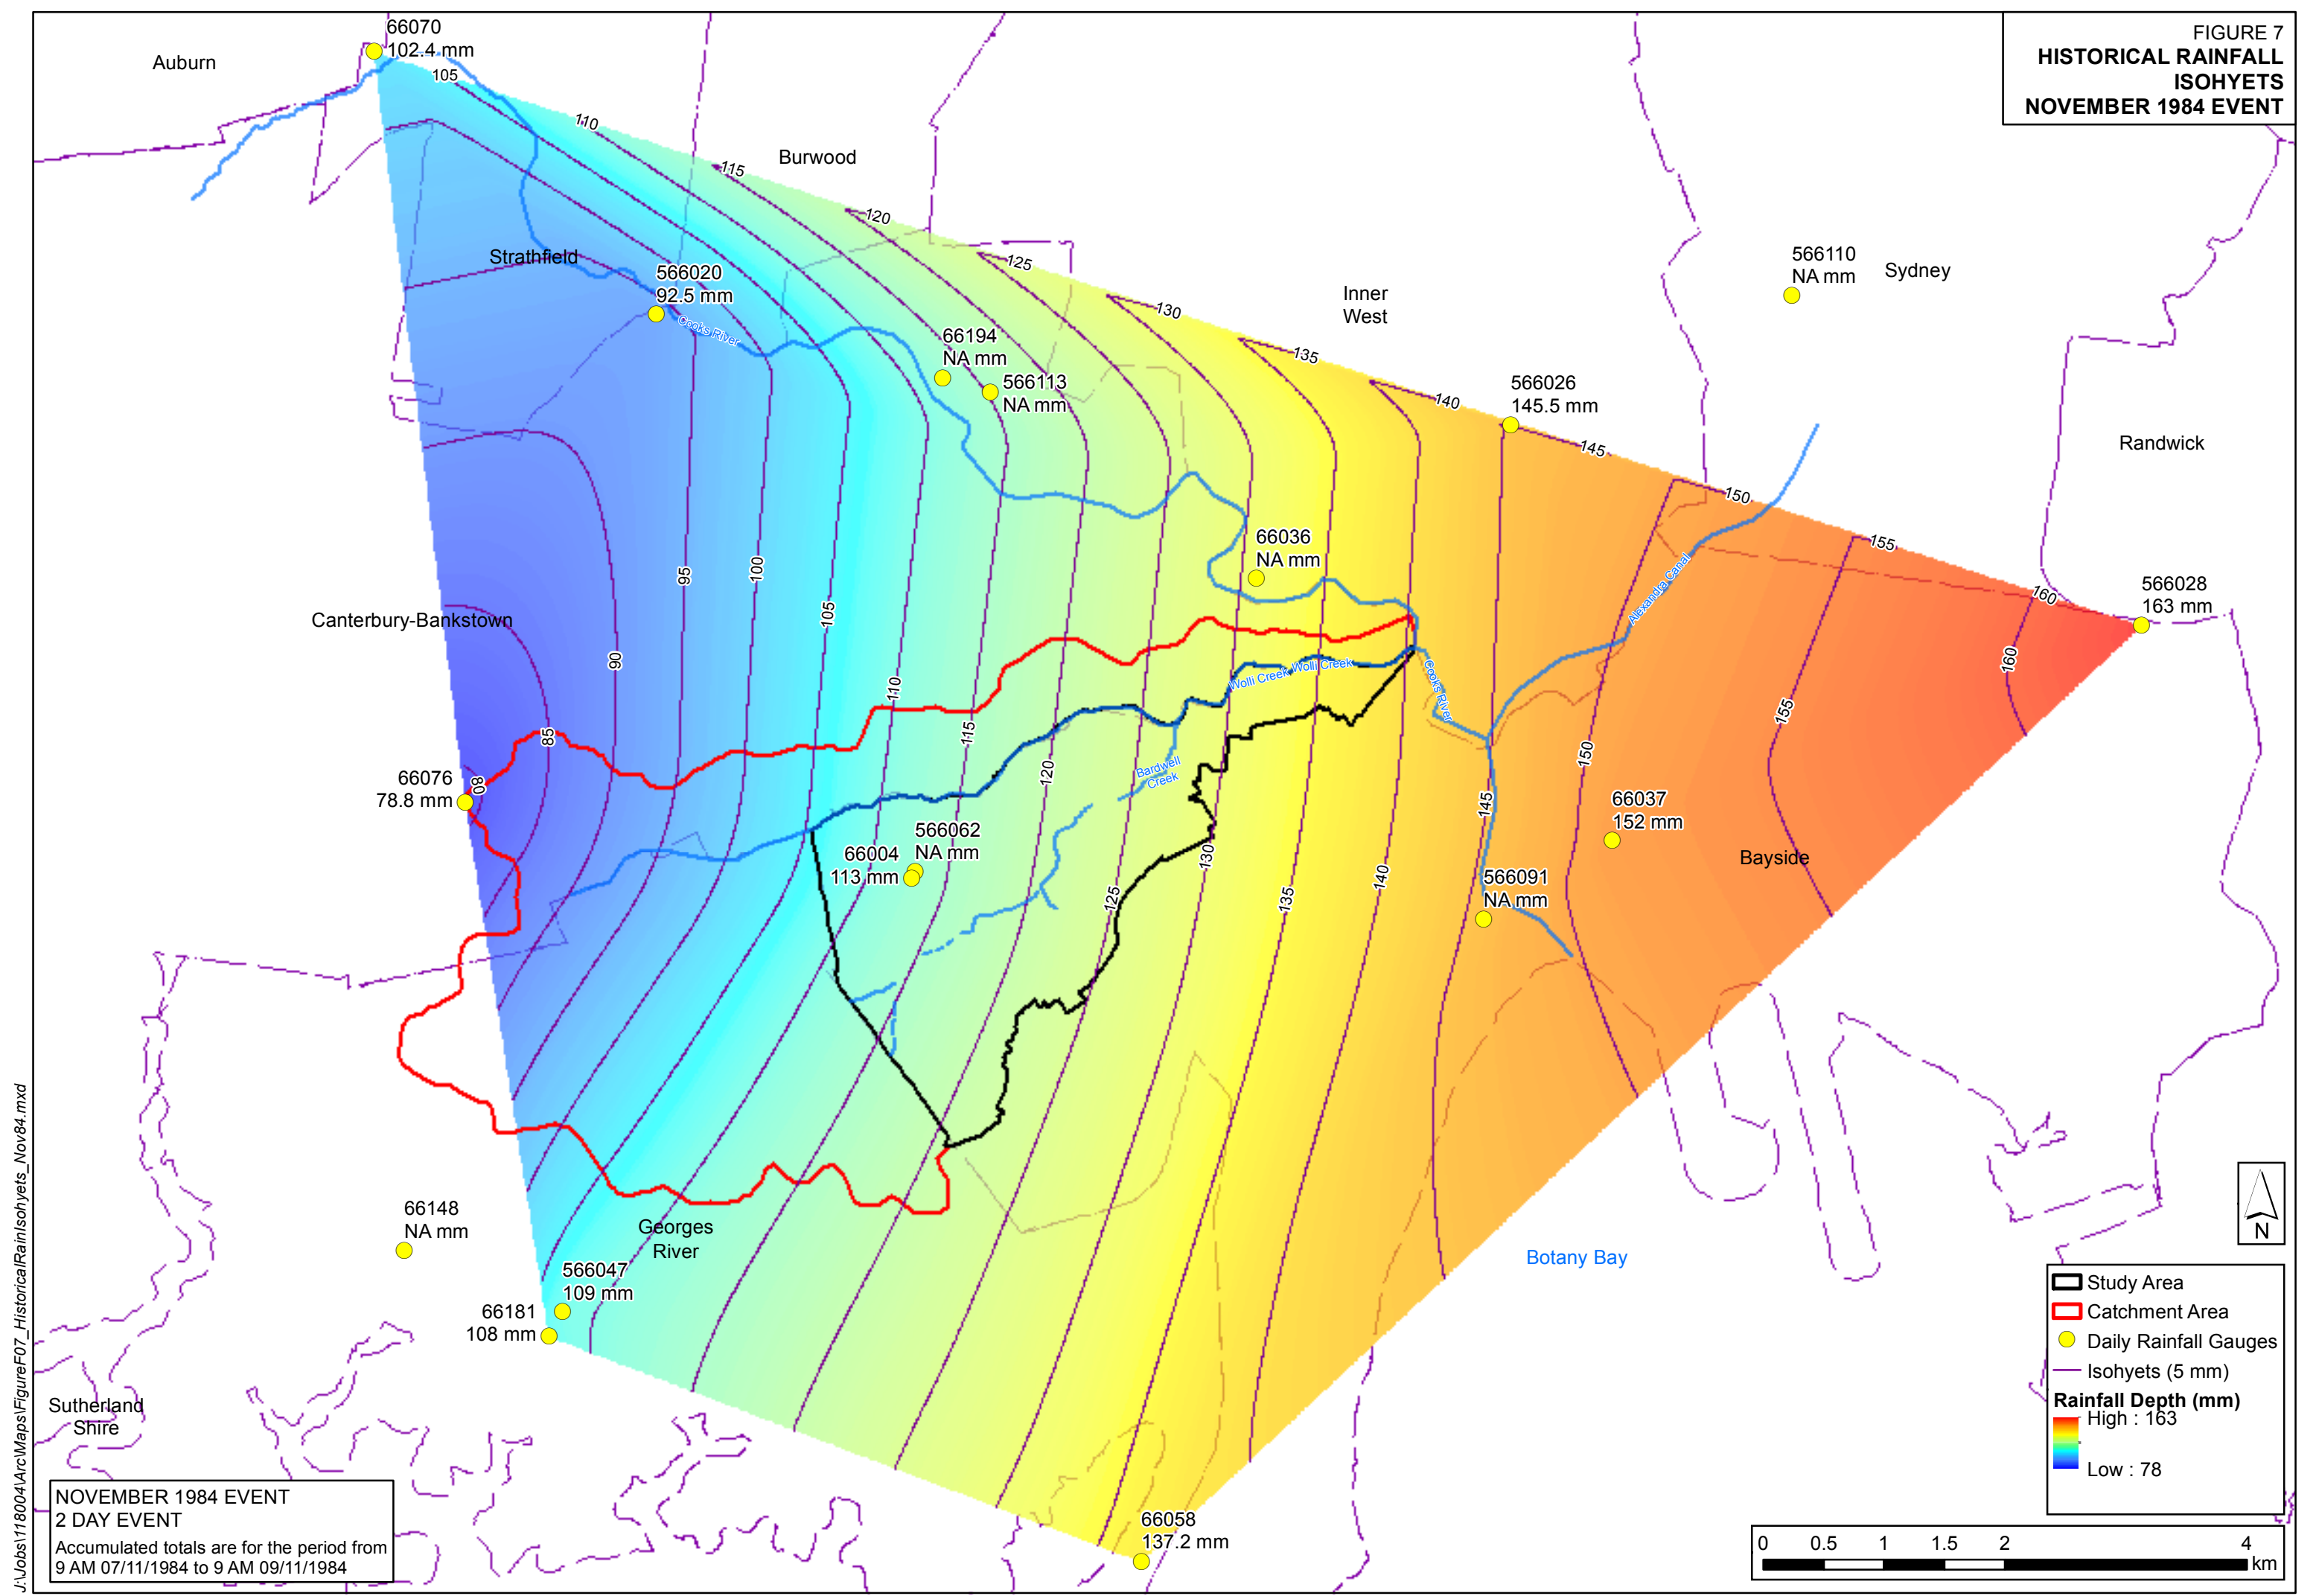 FIGURE 7
HISTORICAL RAINFALL
ISOHYETS
NOVEMBER 1984 EVENT
66070
102.4 mm
Auburn
105
110
115
Burwood
120
125
130
135
140
145
150
155
160
Strathfield
566020
92.5 mm
Cooks River
Inner
West
566110
NA mm
Sydney
66194
NA mm
566113
NA mm
566026
145.5 mm
Randwick
66036
NA mm
566028
163 mm
Alexandra Canal
Canterbury-Bankstown
95
100
105
90
85
80
110
115
120
125
130
135
140
145
150
155
160
Wolli Creek
Wolli Creek
Cooks River
Bardwell
Creek
66076
78.8 mm
566062
NA mm
66004
113 mm
66037
152 mm
Bayside
566091
NA mm
66148
NA mm
Georges
River
Botany Bay
566047
109 mm
66181
108 mm
Sutherland
Shire
66058
137.2 mm
N
Study Area
Catchment Area
Daily Rainfall Gauges
Isohyets (5 mm)
Rainfall Depth (mm)
High : 163
Low : 78
0 0.5 1 1.5 2 4
km
NOVEMBER 1984 EVENT
2 DAY EVENT
Accumulated totals are for the period from
9 AM 07/11/1984 to 9 AM 09/11/1984
J:\Jobs\118004\Arc\Maps\FigureF07_HistoricalRainIsohyets_Nov84.mxd